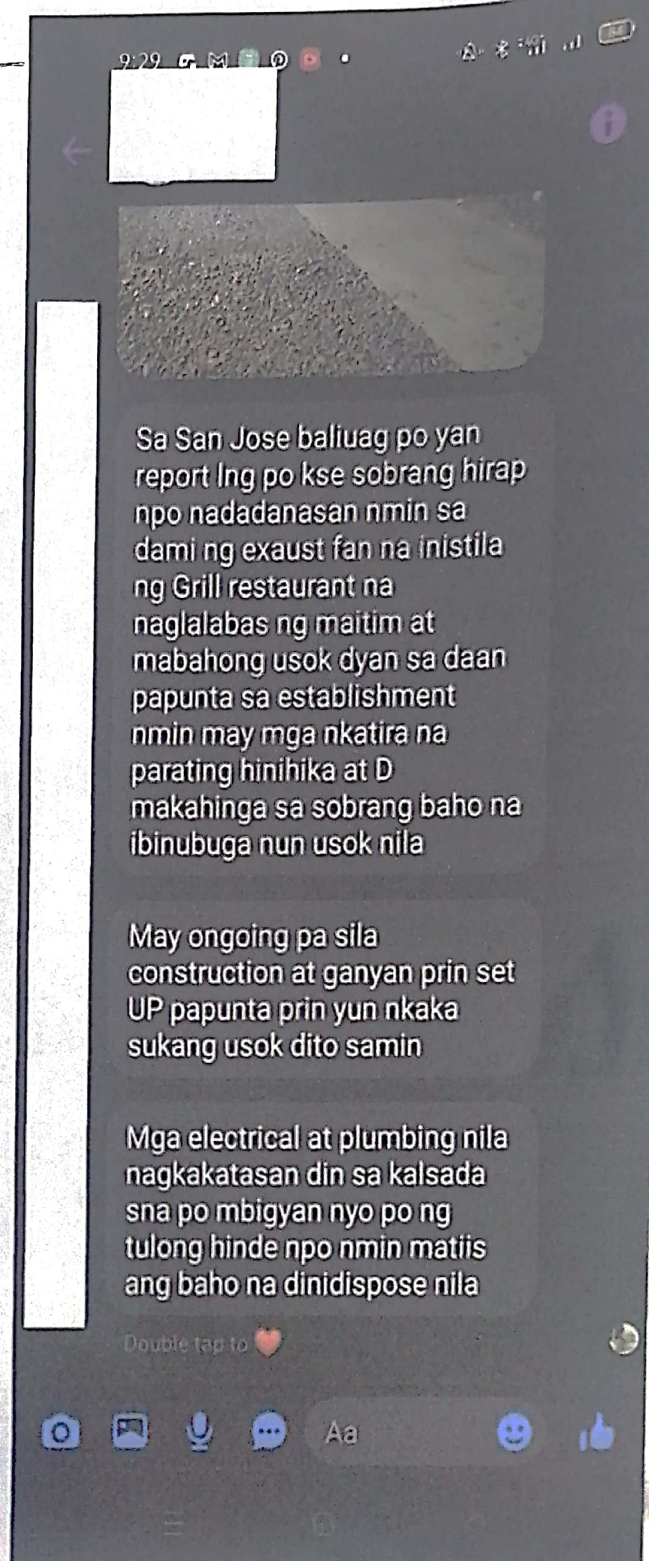 9:29
Sa San Jose baliuag po yan
report lng po kse sobrang hirap
npo nadadanasan nmin sa
dami ng exaust fan na inistila
ng Grill restaurant na
naglalabas ng maitim at
mabahong usok dyan sa daan
papunta sa establishment
nmin may mga nkatira na
parating hinihika at D
makahinga sa sobrang baho na
ibinubuga nun usok nila
May ongoing pa sila
construction at ganyan prin set
UP papunta prin yun nkaka
sukang usok dito samin
Mga electrical at plumbing nila
nagkakatasan din sa kalsada
sna po mbigyan nyo po ng
tulong hinde npo nmin matiis
ang baho na dinidispose nila
Double tap to ❤
Aa